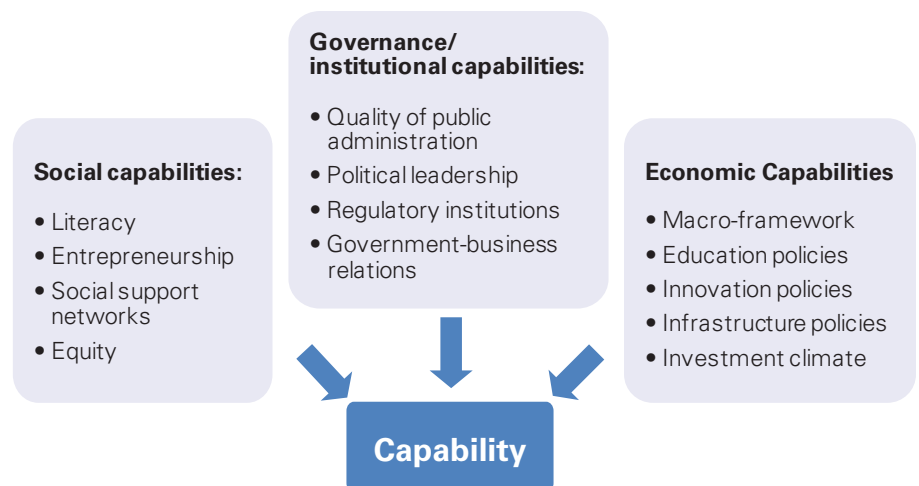 Governance/
institutional capabilities:
• Quality of public
administration
• Political leadership
• Regulatory institutions
• Government-business
relations
Social capabilities:
• Literacy
• Entrepreneurship
• Social support
networks
• Equity
Economic Capabilities
• Macro-framework
• Education policies
• Innovation policies
• Infrastructure policies
• Investment climate
Capability